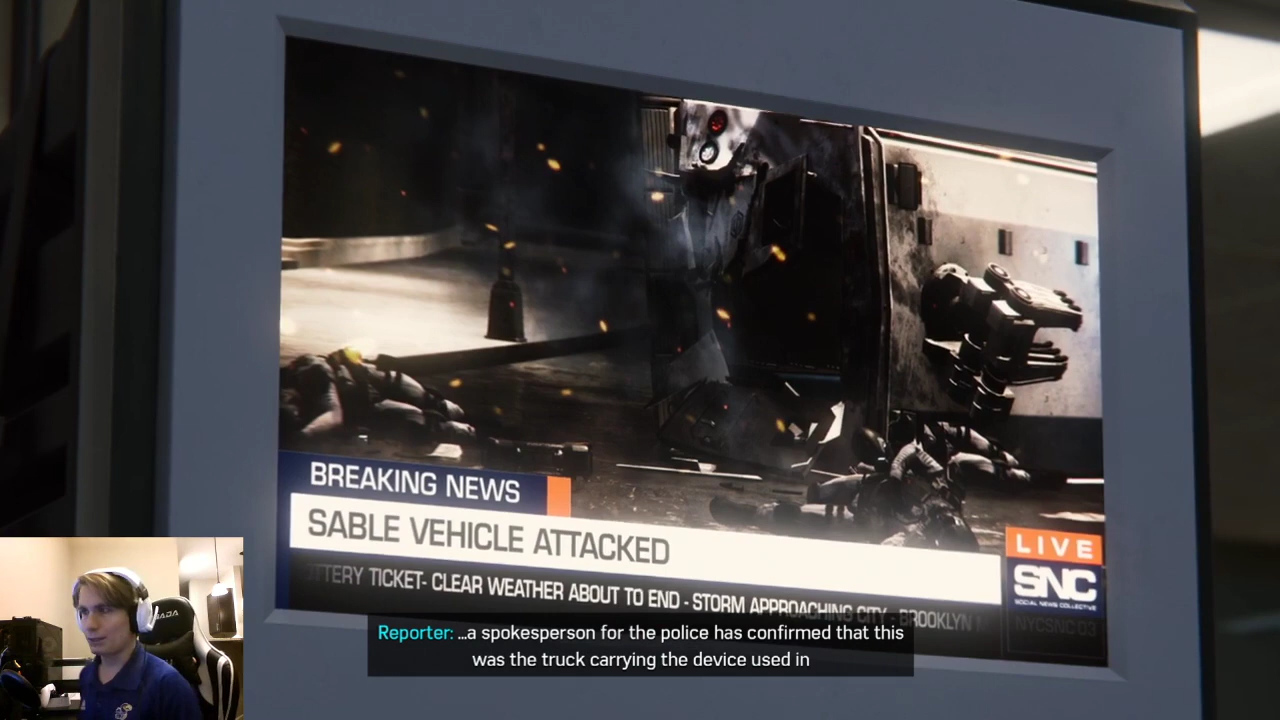 BREAKING NEWS
SABLE VEHICLE ATTACKED
TTERY TICKET- CLEAR WEATHER ABOUT TO END - STORM APPROACHING CITY - BROOKLYN
LIVE
SNC
SOCIAL NEWS COLLECTIVE
NYCSNC-03
Reporter: ...a spokesperson for the police has confirmed that this
was the truck carrying the device used in